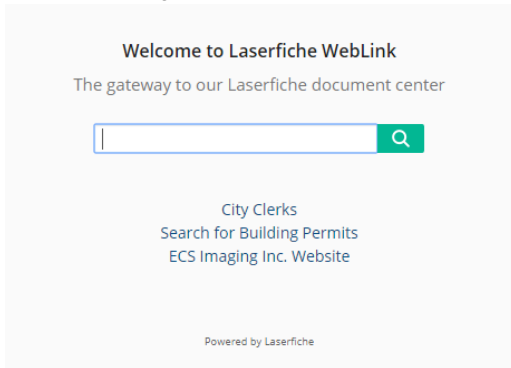 Welcome to Laserfiche WebLink
The gateway to our Laserfiche document center
City Clerks
Search for Building Permits
ECS Imaging Inc. Website
Powered by Laserfiche